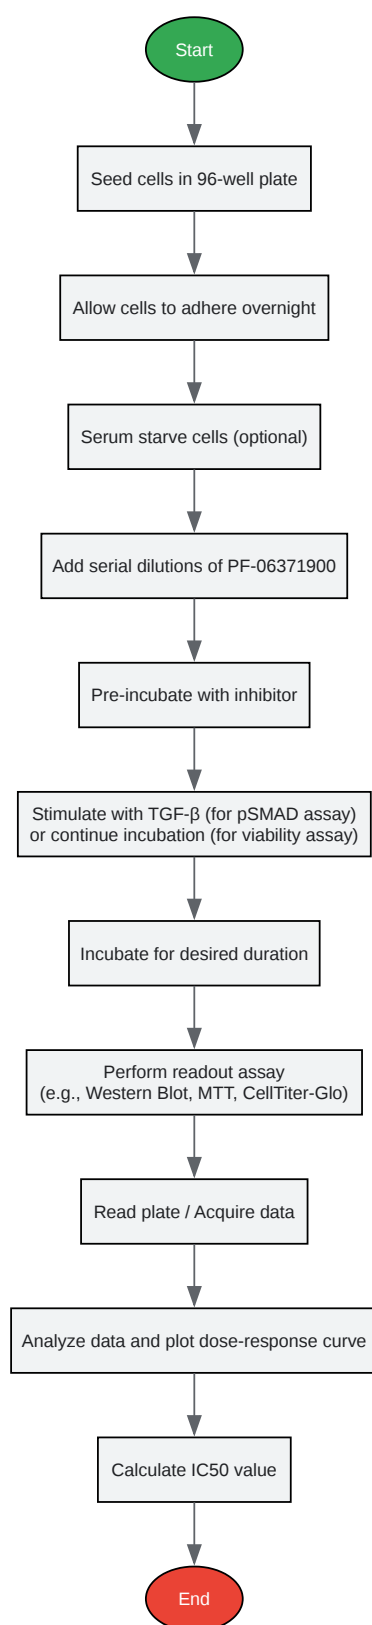 Start
Seed cells in 96-well plate
Allow cells to adhere overnight
Serum starve cells (optional)
Add serial dilutions of PF-06371900
Pre-incubate with inhibitor
Stimulate with TGF-β (for pSMAD assay)
or continue incubation (for viability assay)
Incubate for desired duration
Perform readout assay
(e.g., Western Blot, MTT, CellTiter-Glo)
Read plate / Acquire data
Analyze data and plot dose-response curve
Calculate IC50 value
End